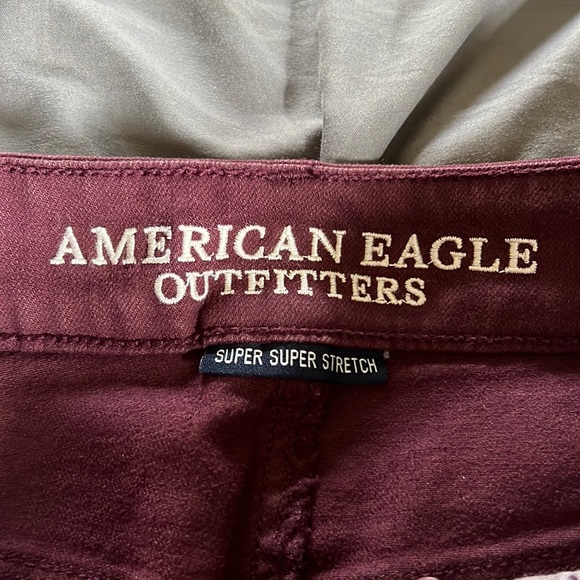 AMERICAN EAGLE
OUTFITTERS
SUPER SUPER STRETCH